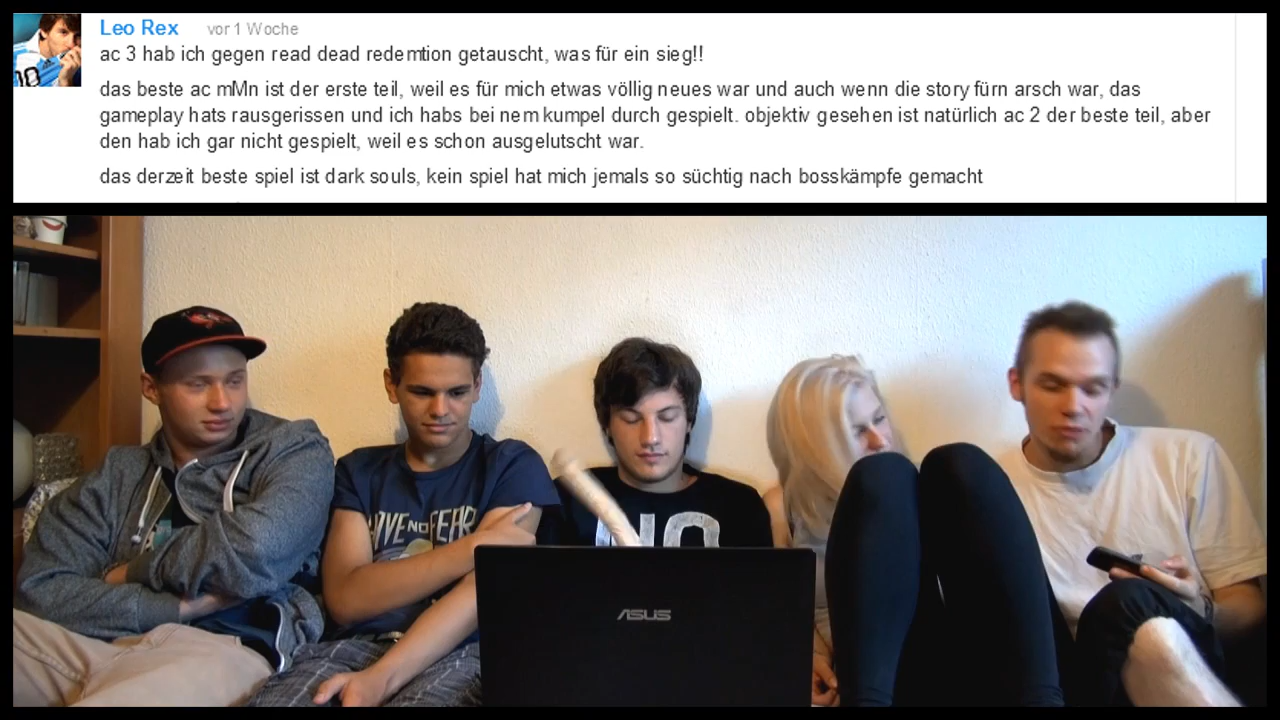 Leo Rex vor 1 Woche
ac 3 hab ich gegen read dead redemtion getauscht, was für ein sieg!!
das beste ac mMn ist der erste teil, weil es für mich etwas völlig neues war und auch wenn die story fürn arsch war, das
gameplay hats rausgerissen und ich habs bei nem kumpel durch gespielt. objektiv gesehen ist natürlich ac 2 der beste teil, aber
den hab ich gar nicht gespielt, weil es schon ausgelutscht war.
das derzeit beste spiel ist dark souls, kein spiel hat mich jemals so süchtig nach bosskämpfe gemacht
10
NO FEAR
NO
ASUS